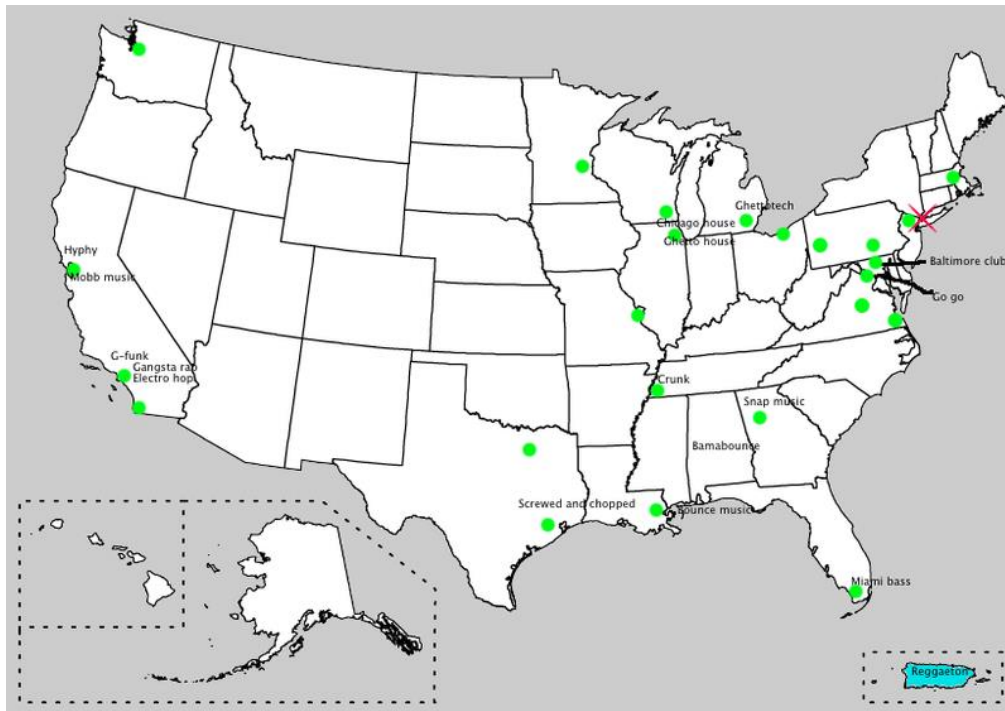 Ghettotech
Chicago house
Ghetto house
Hyphy
Mobb music
Baltimore club
Go go
G-funk
Gangsta rap
Electro hop
Crunk
Snap music
Bamabounce
Screwed and chopped
Bounce music
Miami bass
Reggaeton